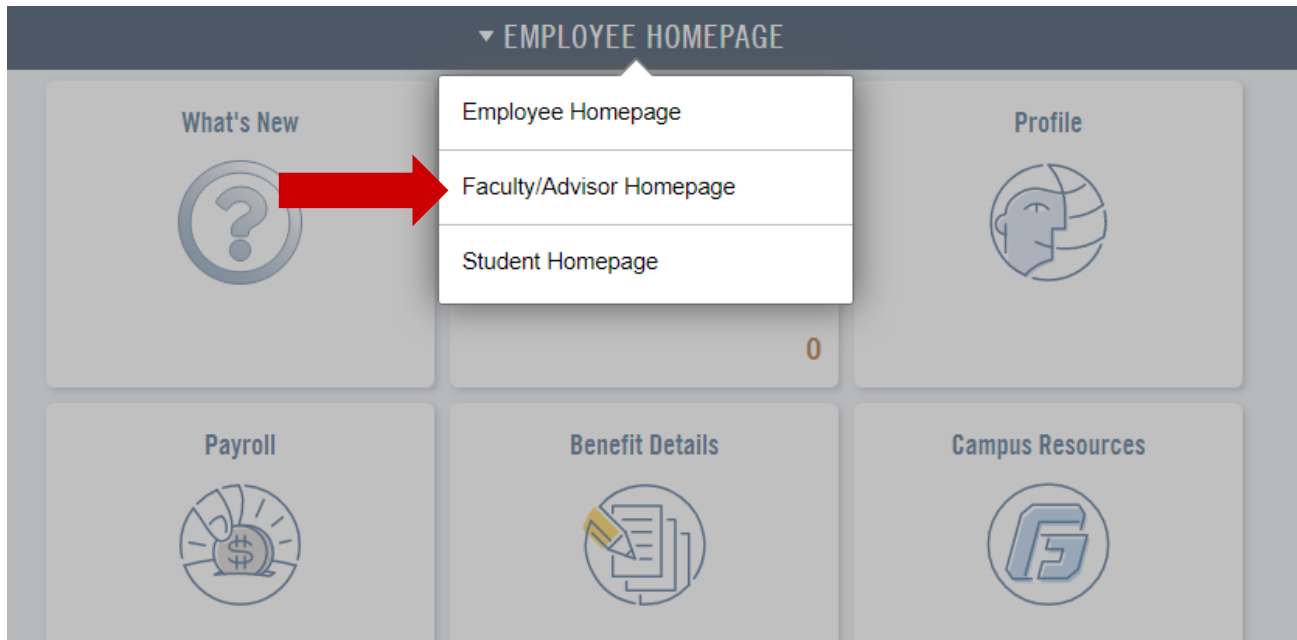 ▼ EMPLOYEE HOMEPAGE
What's New
Employee Homepage
Faculty/Advisor Homepage
Student Homepage
0
Profile
Payroll
$
Benefit Details
Campus Resources
G